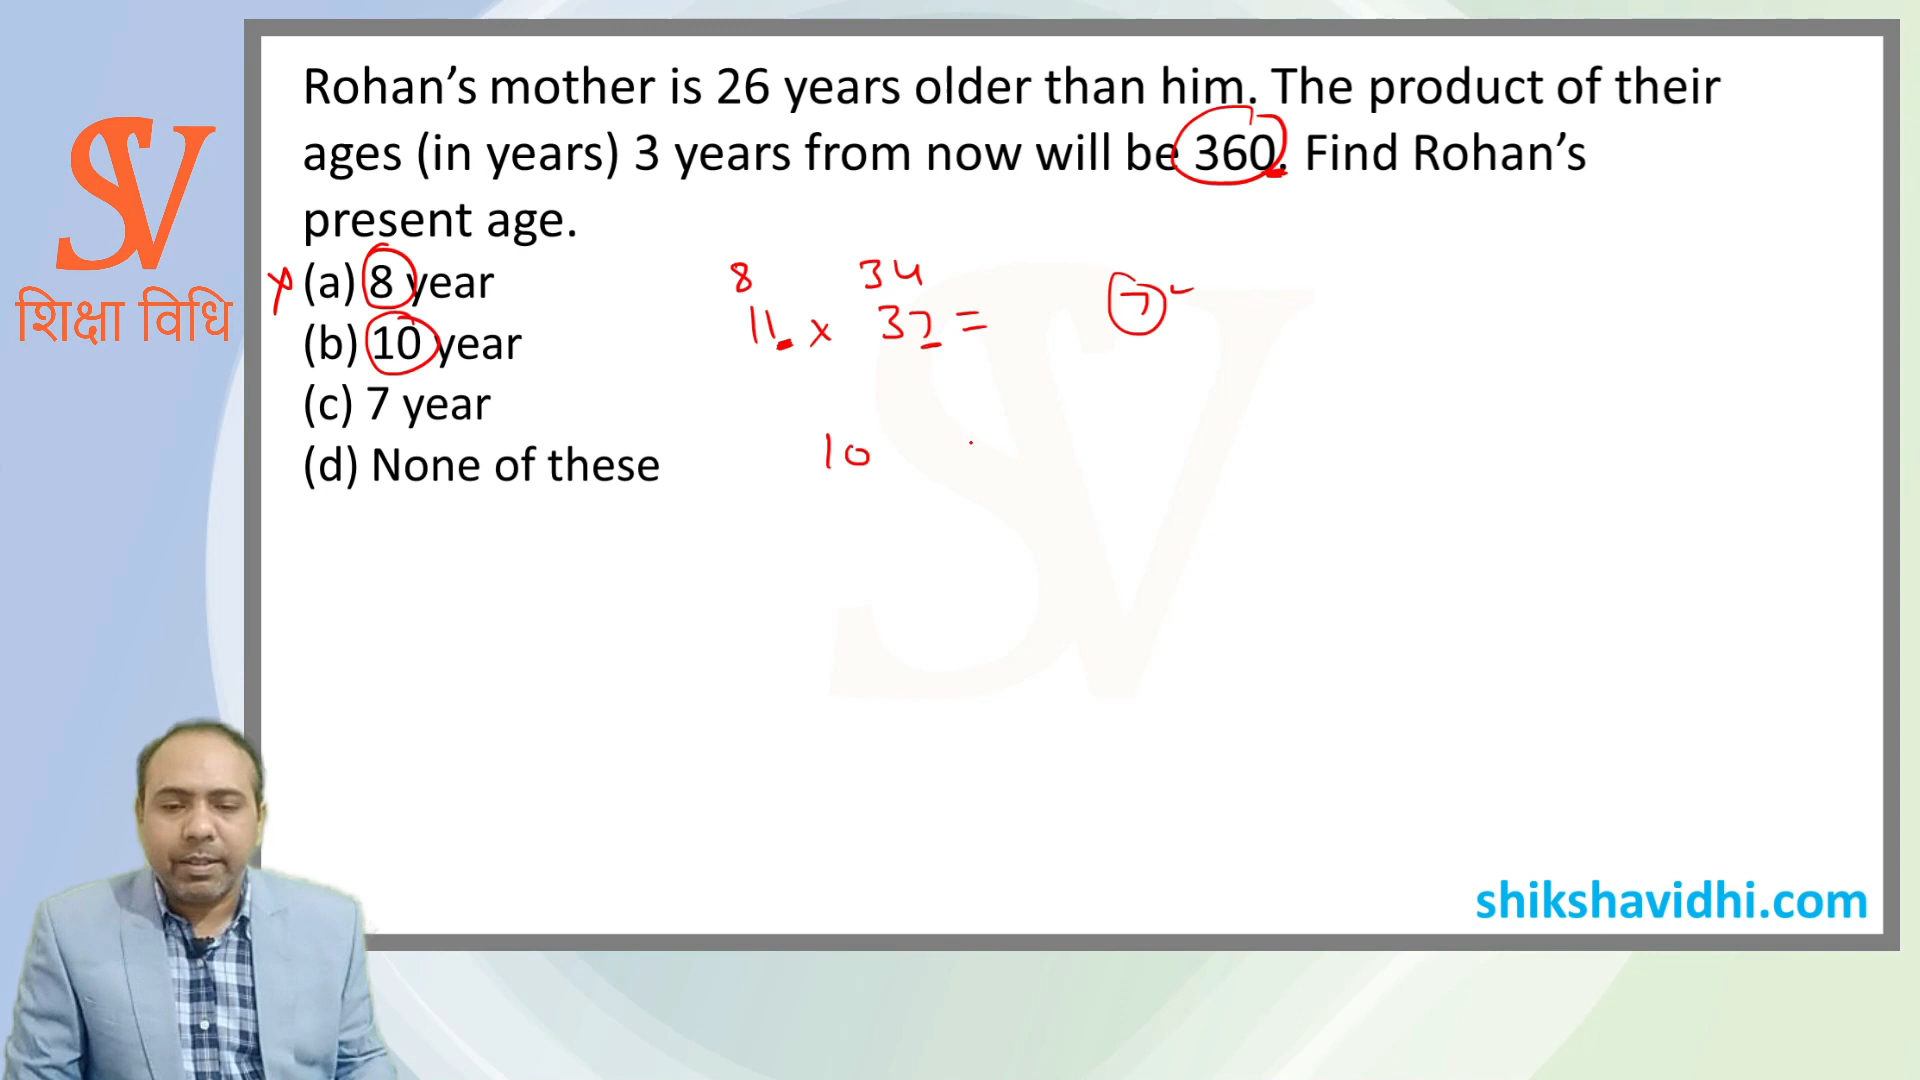 Rohan’s mother is 26 years older than him. The product of their
ages (in years) 3 years from now will be 360. Find Rohan’s
present age.
SV
शिक्षा विधि
(a) 8 year
(b) 10 year
(c) 7 year
(d) None of these
8 34
11 x 37 =
7
10
shikshavidhi.com